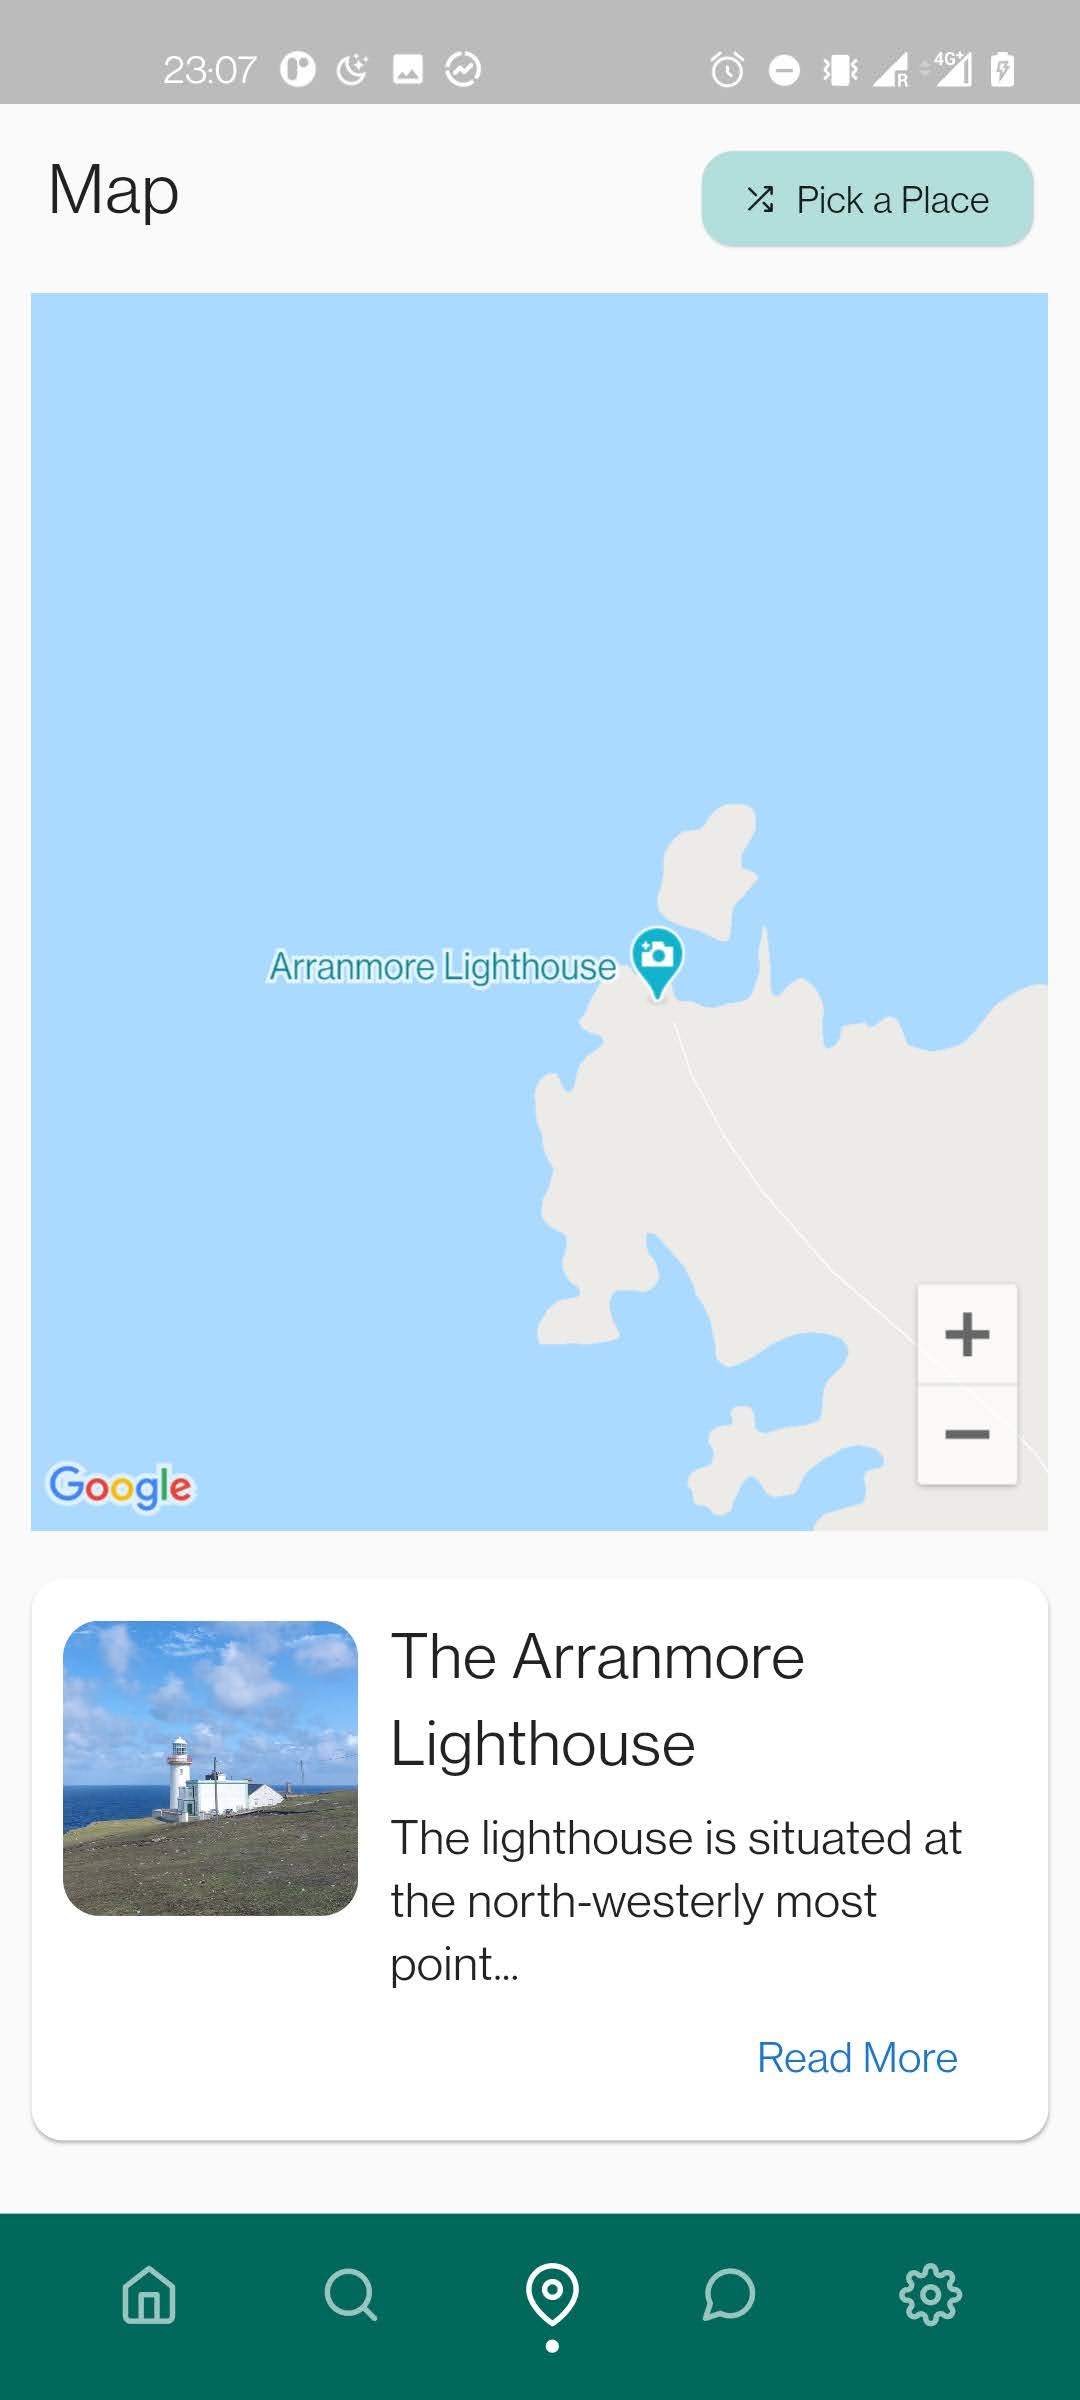 23:07
4G+
R
Map
Pick a Place
Arranmore Lighthouse
Google
The Arranmore
Lighthouse
The lighthouse is situated at
the north-westerly most
point...
Read More